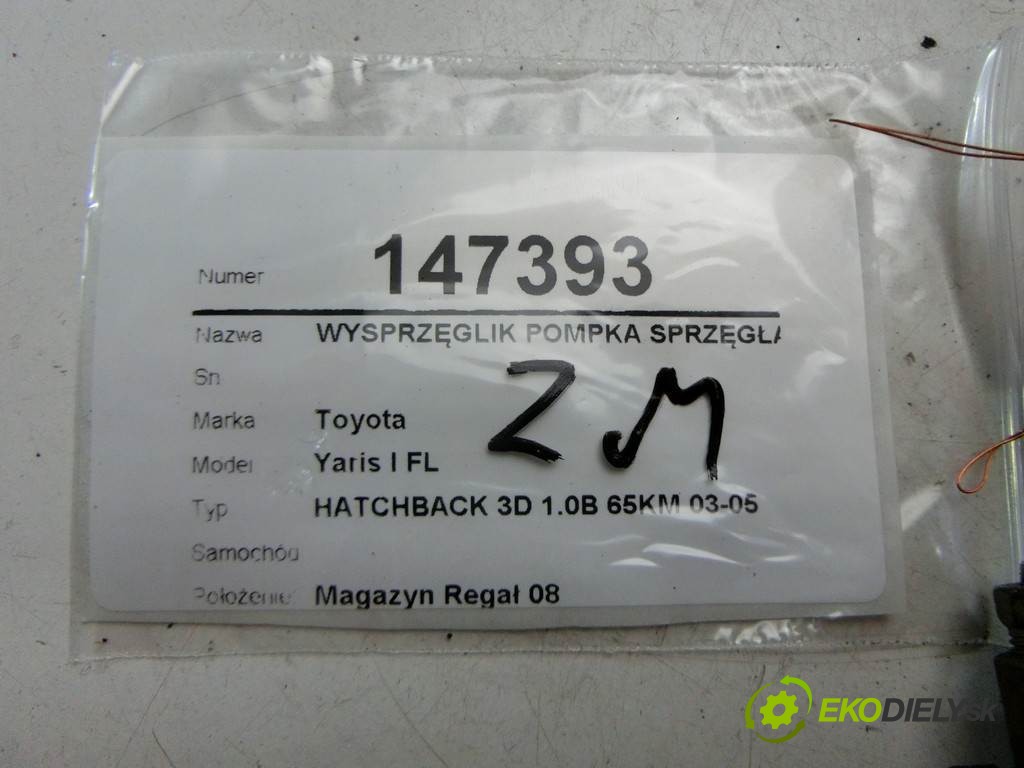 Numer 147393
Nazwa WYSPRZĘGLIK POMPKA SPRZĘGŁA
Sn
Marka Toyota
Model Yaris I FL
Typ HATCHBACK 3D 1.0B 65KM 03-05
Samochód
Położenie: Magazyn Regał 08
ZM
EKODIELY.SK